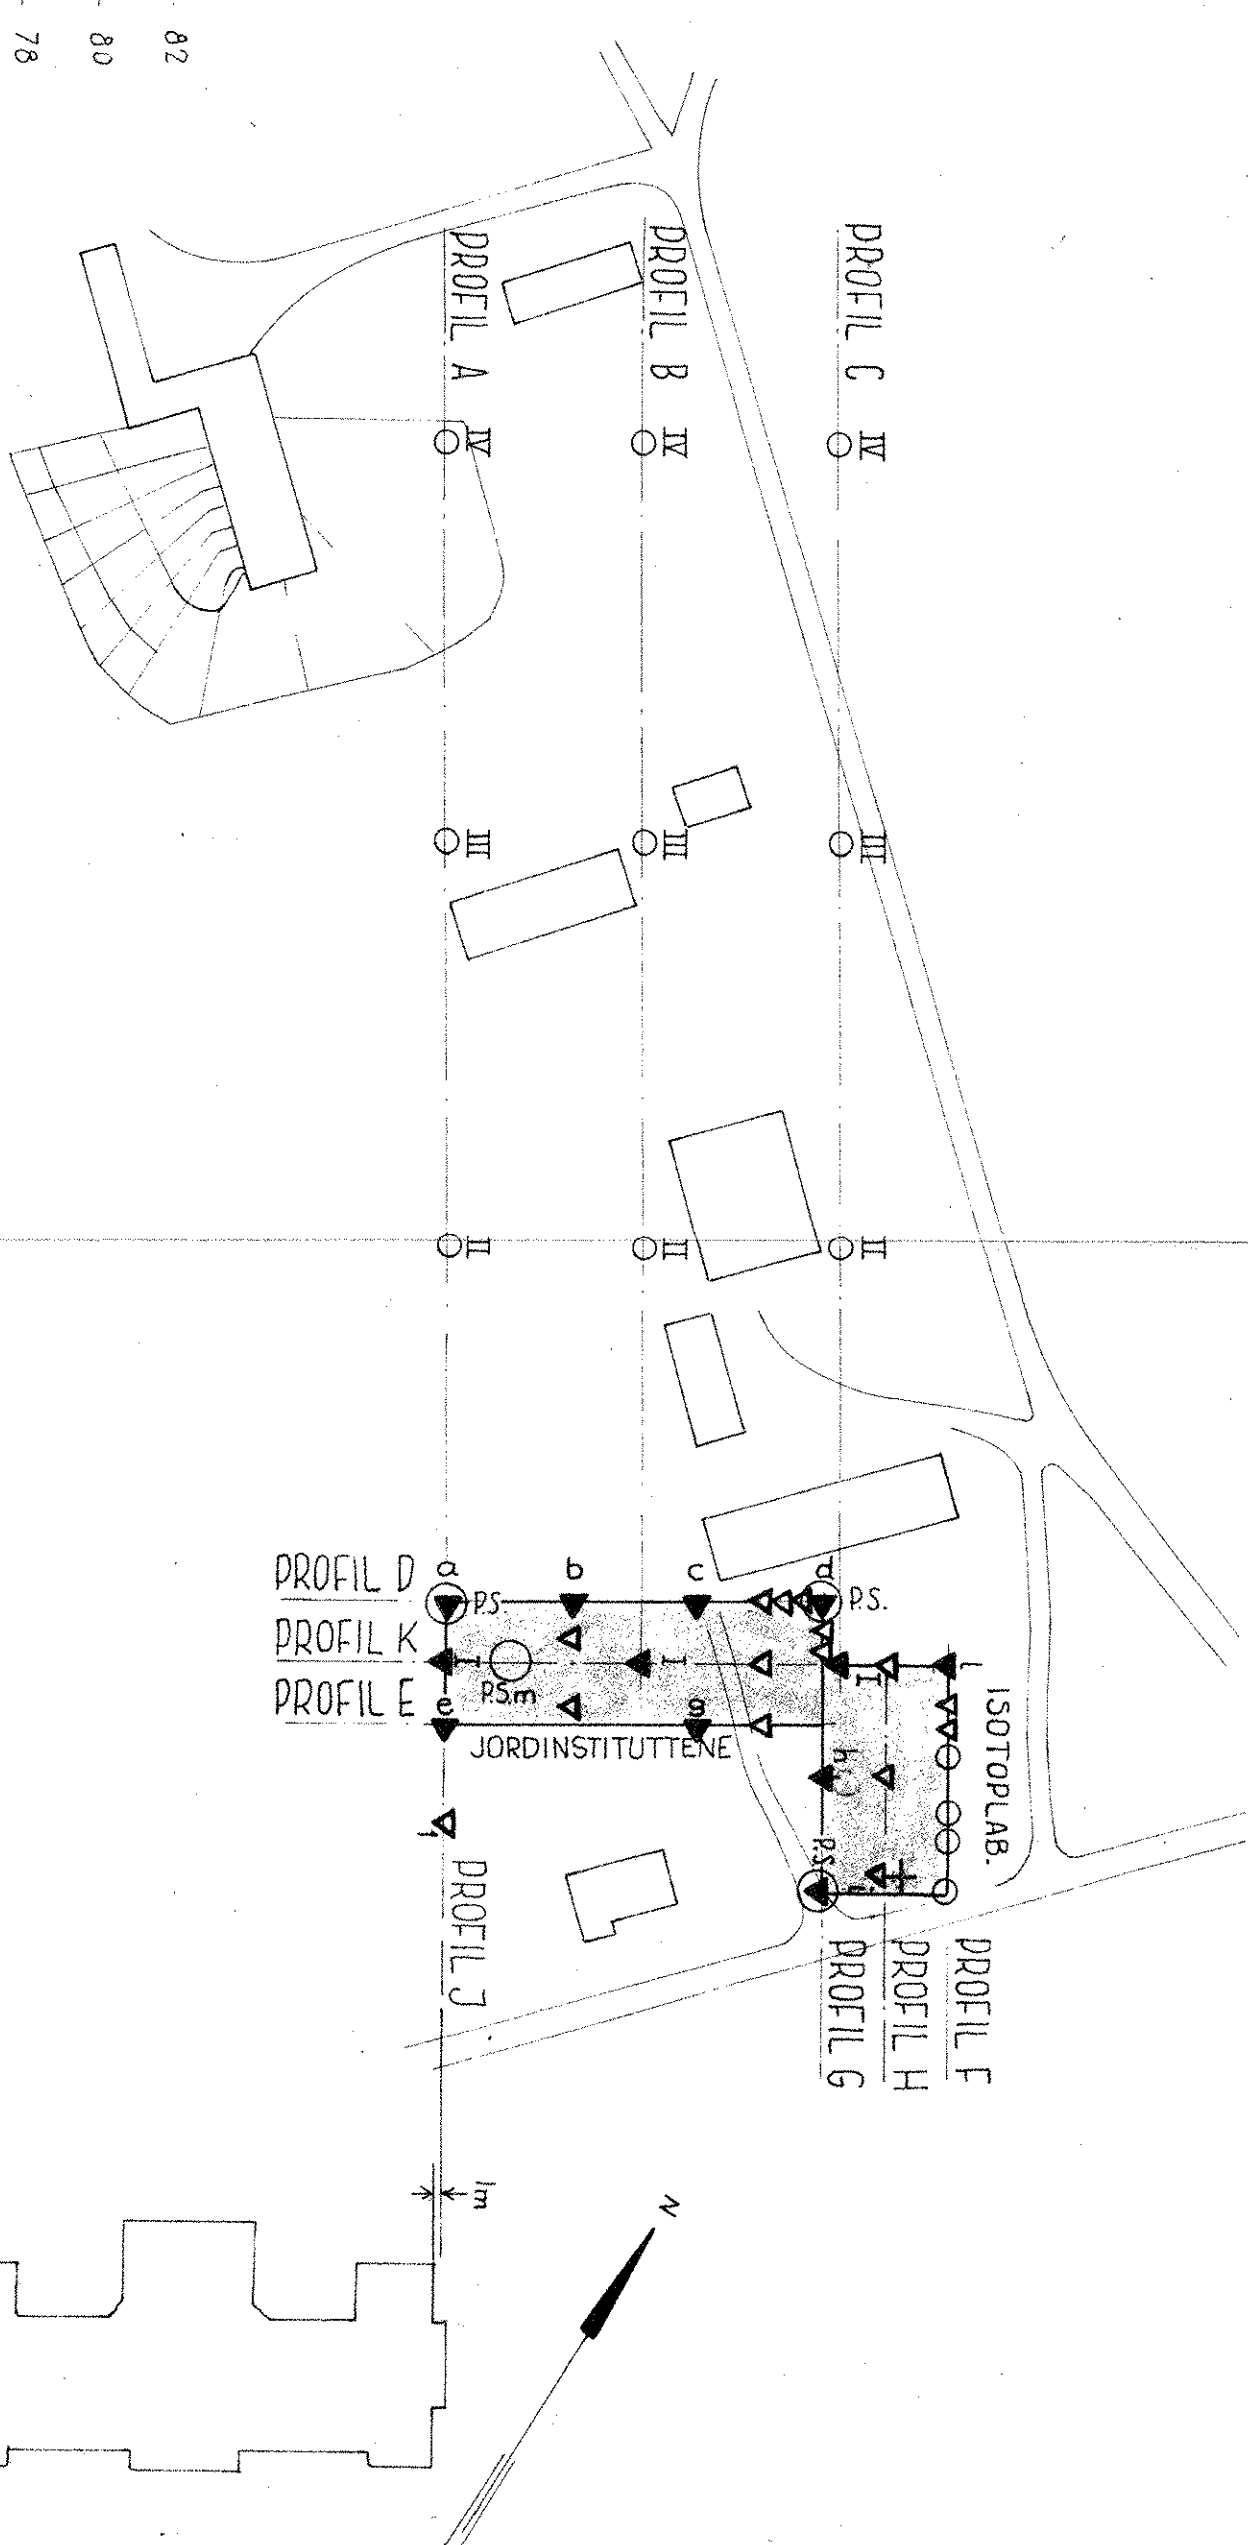 82
80
78
PROFIL A
PROFIL B
PROFIL C
IV
IV
IV
III
III
III
II
II
II
PROFIL D
a
b
c
d
P.S.
P.S.
PROFIL K
I
I
I
P.S.m
PROFIL E
e
g
JORDINSTITUTTENE
ISOTOPLAB.
h
P.S.
i
j
PROFIL J
PROFIL F
PROFIL H
PROFIL G
1m
N